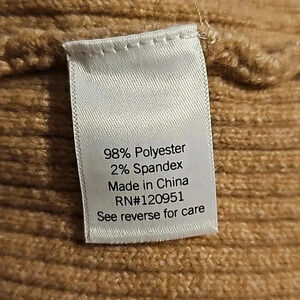 98% Polyester
2% Spandex
Made in China
RN#120951
See reverse for care